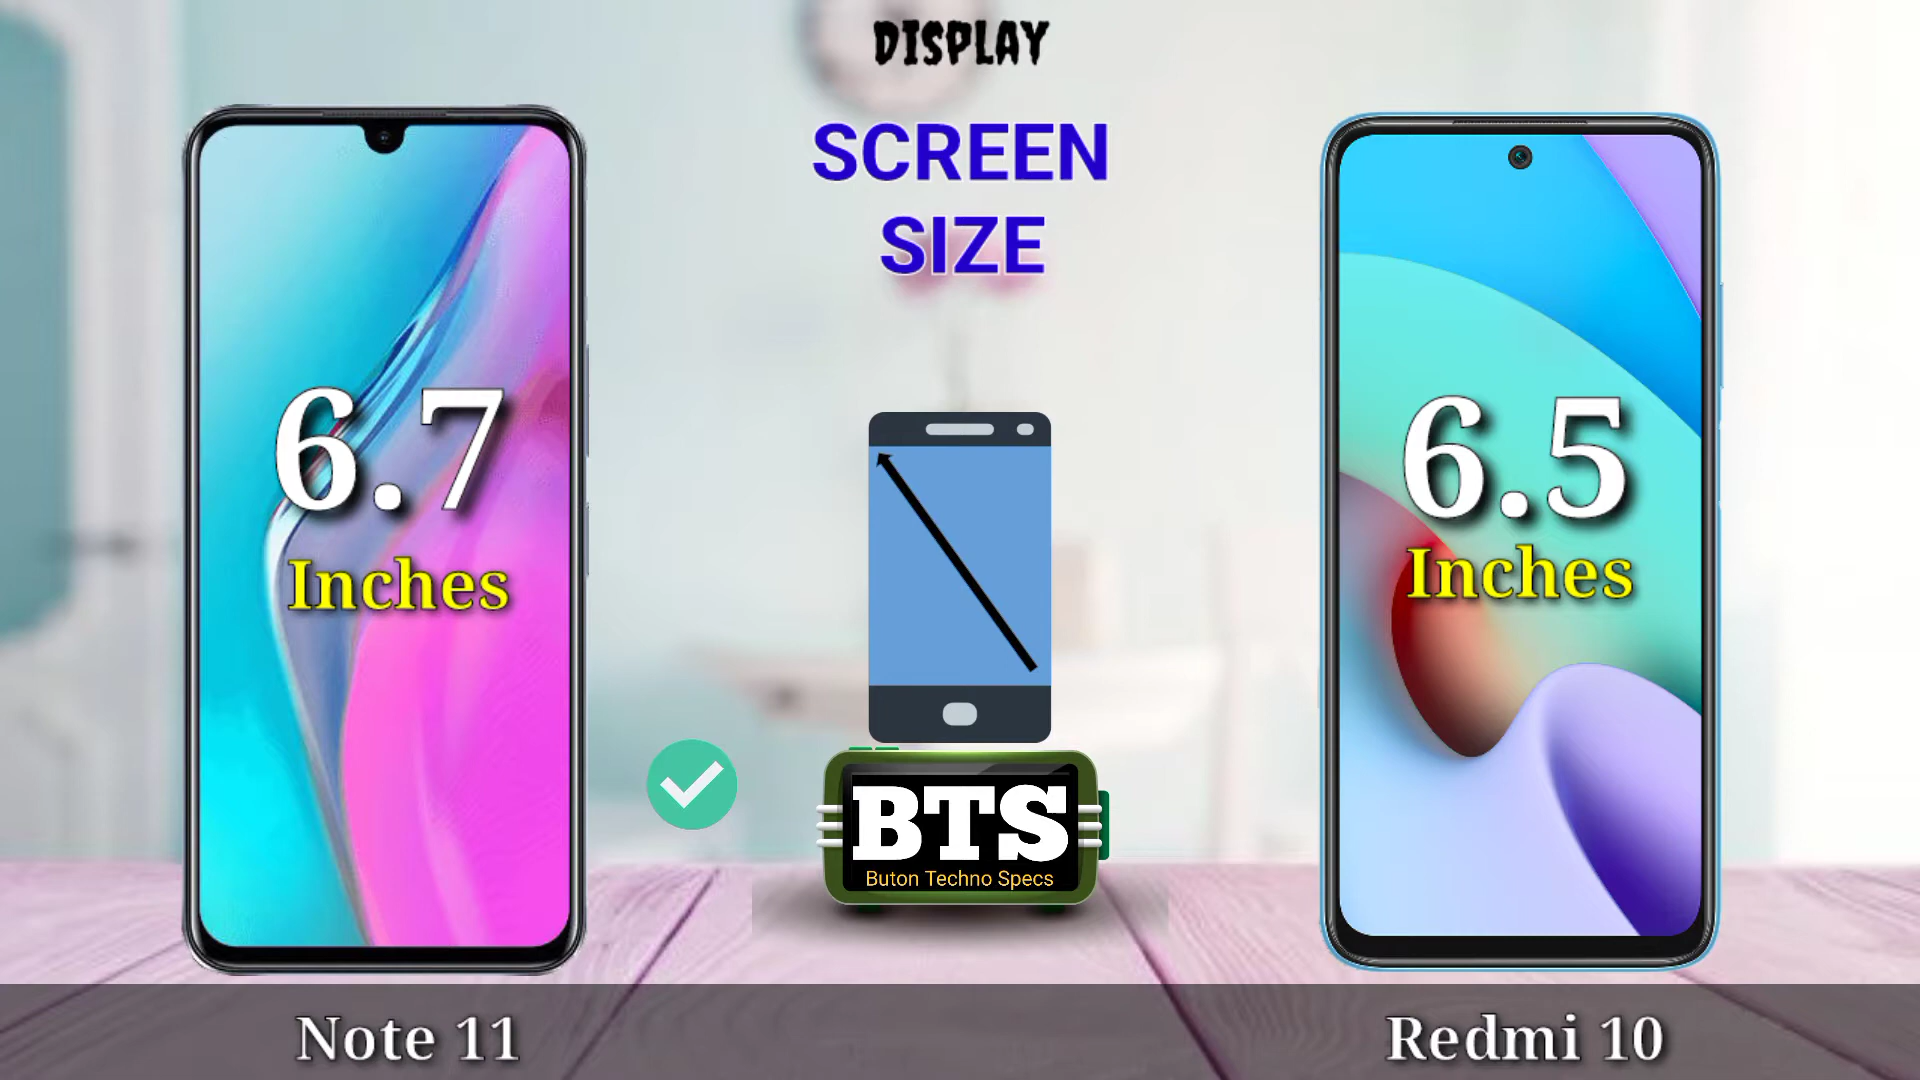 DISPLAY
SCREEN
SIZE
6.7
Inches
6.5
Inches
BTS
Buton Techno Specs
Note 11
Redmi 10